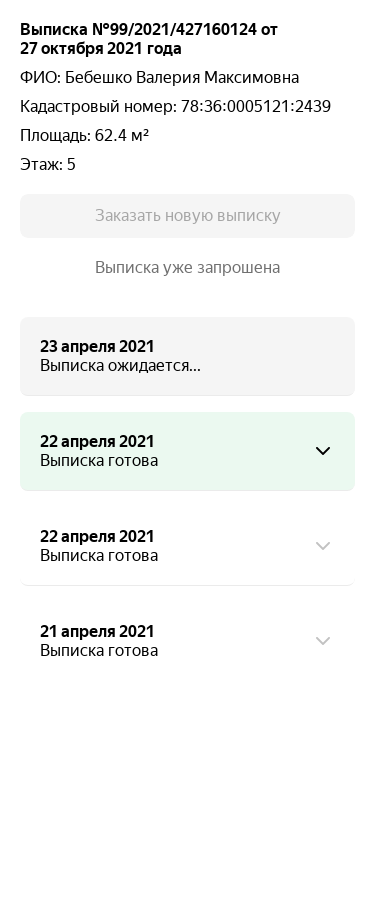 Выписка №99/2021/427160124 от
27 октября 2021 года
ФИО: Бебешко Валерия Максимовна
Кадастровый номер: 78:36:0005121:2439
Площадь: 62.4 м²
Этаж: 5
Заказать новую выписку
Выписка уже запрошена
23 апреля 2021
Выписка ожидается...
22 апреля 2021
Выписка готова
22 апреля 2021
Выписка готова
21 апреля 2021
Выписка готова